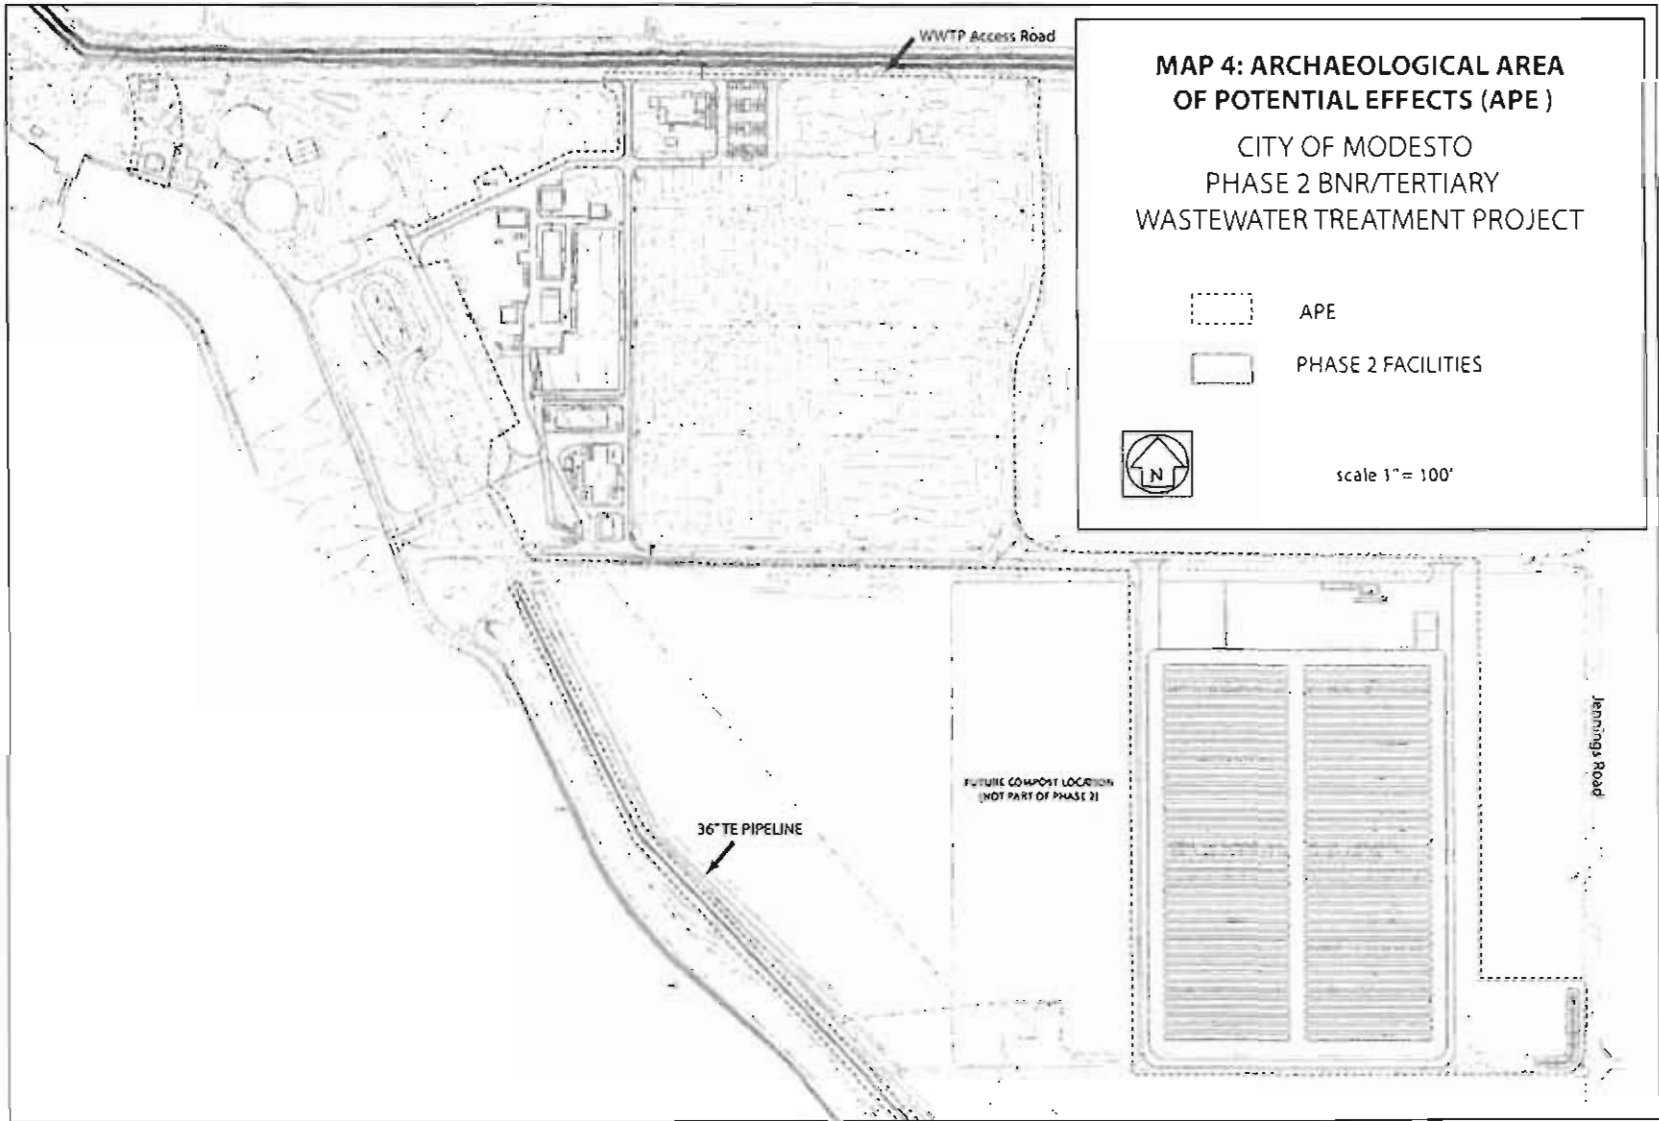 WWTP Access Road
MAP 4: ARCHAEOLOGICAL AREA
OF POTENTIAL EFFECTS (APE )
CITY OF MODESTO
PHASE 2 BNR/TERTIARY
WASTEWATER TREATMENT PROJECT
APE
PHASE 2 FACILITIES
N
scale 1" = 100'
Jennings Road
FUTURE COMPOST LOCATION
(NOT PART OF PHASE 2)
36" TE PIPELINE